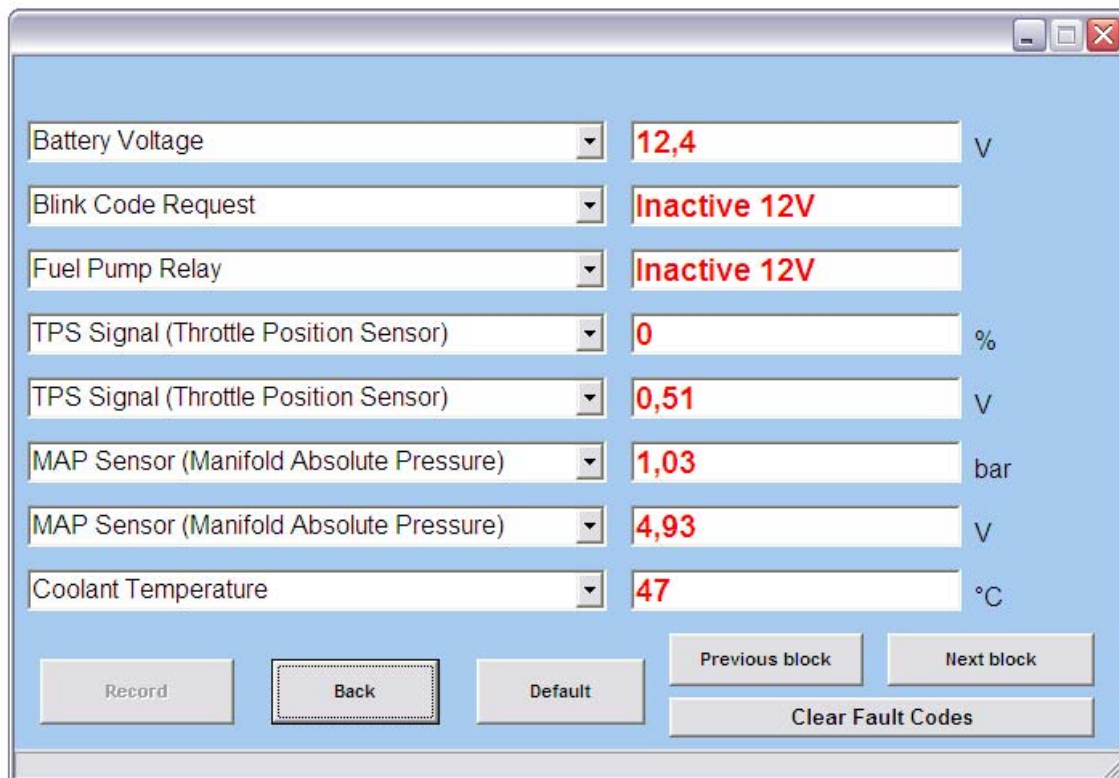 Battery Voltage 12,4 V
Blink Code Request Inactive 12V
Fuel Pump Relay Inactive 12V
TPS Signal (Throttle Position Sensor) 0 %
TPS Signal (Throttle Position Sensor) 0,51 V
MAP Sensor (Manifold Absolute Pressure) 1,03 bar
MAP Sensor (Manifold Absolute Pressure) 4,93 V
Coolant Temperature 47 °C
Previous block Next block
Record Back Default
Clear Fault Codes